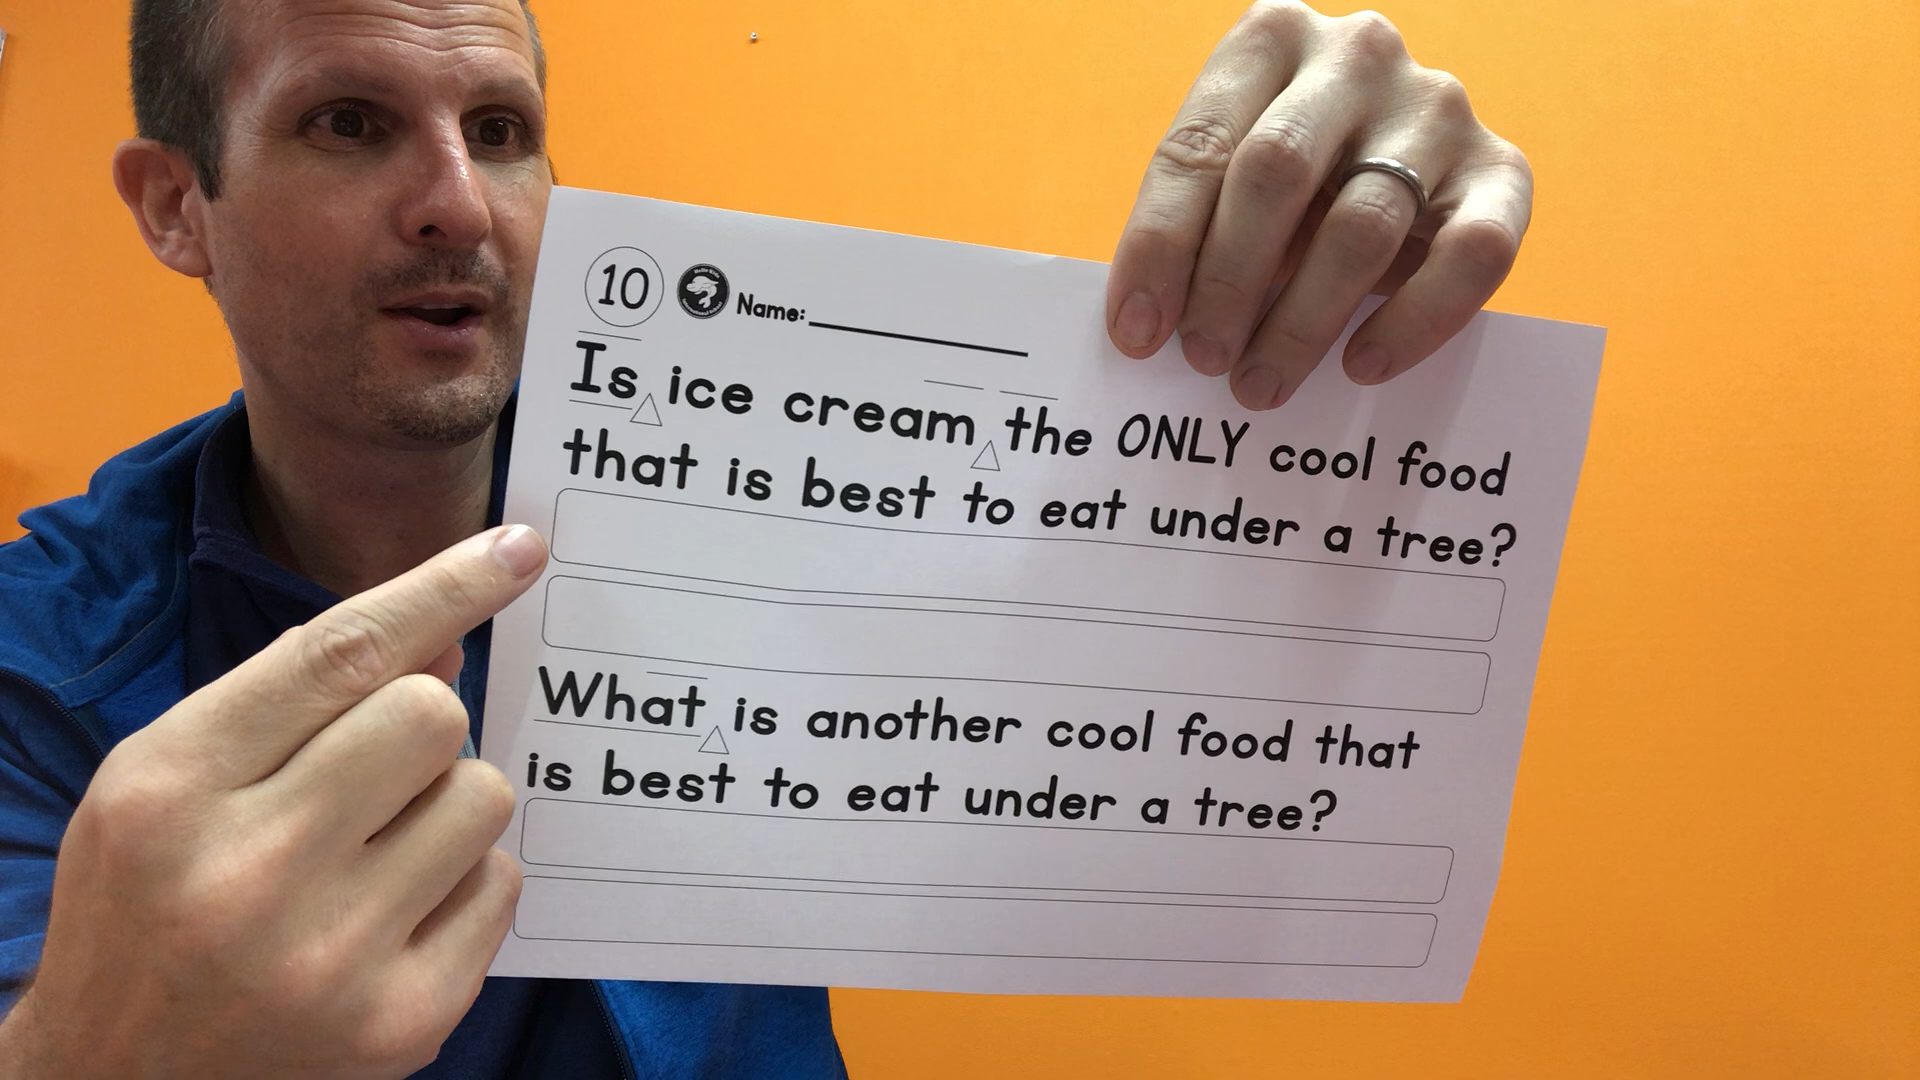 10 Name:
Is ice cream the ONLY cool food
that is best to eat under a tree?
What is another cool food that
is best to eat under a tree?